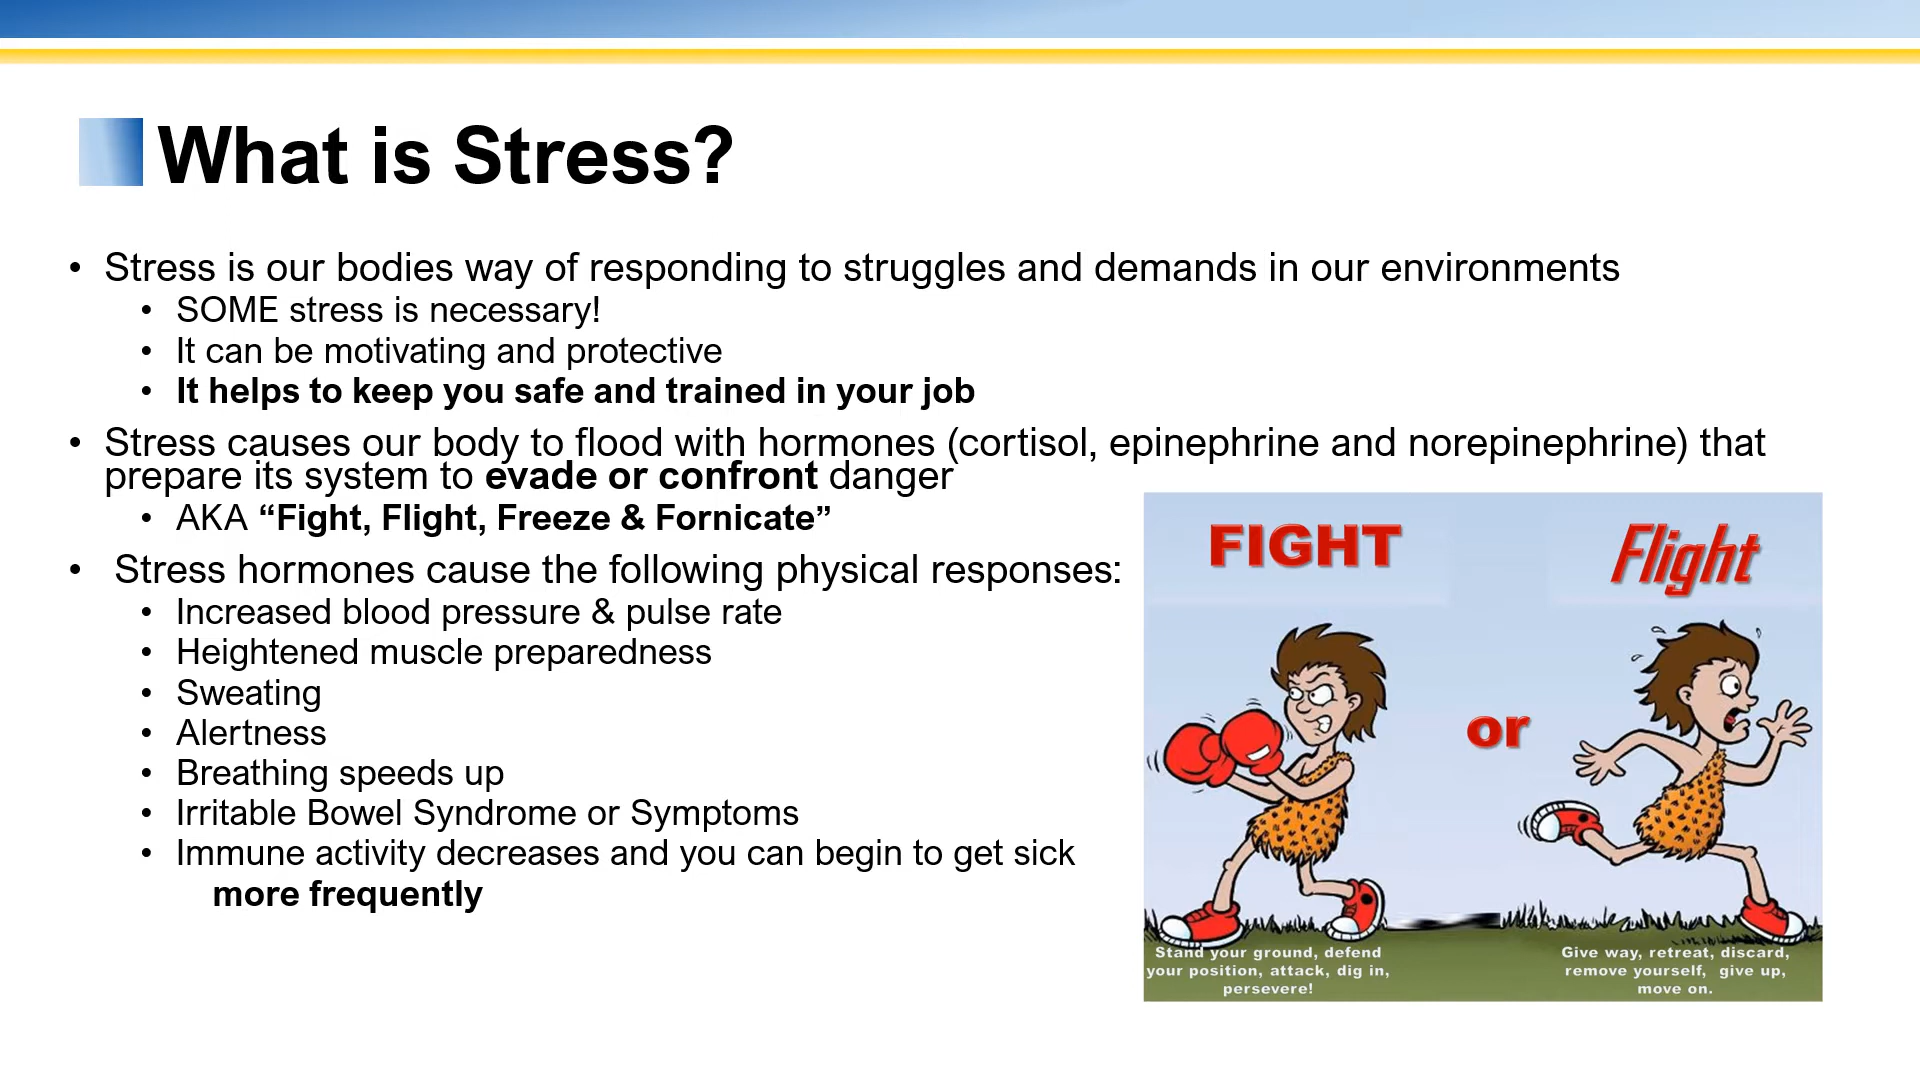 What is Stress?
• Stress is our bodies way of responding to struggles and demands in our environments
• SOME stress is necessary!
• It can be motivating and protective
• It helps to keep you safe and trained in your job
• Stress causes our body to flood with hormones (cortisol, epinephrine and norepinephrine) that
prepare its system to evade or confront danger
• AKA “Fight, Flight, Freeze & Fornicate”
• Stress hormones cause the following physical responses:
• Increased blood pressure & pulse rate
• Heightened muscle preparedness
• Sweating
• Alertness
• Breathing speeds up
• Irritable Bowel Syndrome or Symptoms
• Immune activity decreases and you can begin to get sick
more frequently
FIGHT
or
Flight
Stand your ground, defend
your position, attack, dig in,
persevere!
Give way, retreat, discard,
remove yourself, give up,
move on.